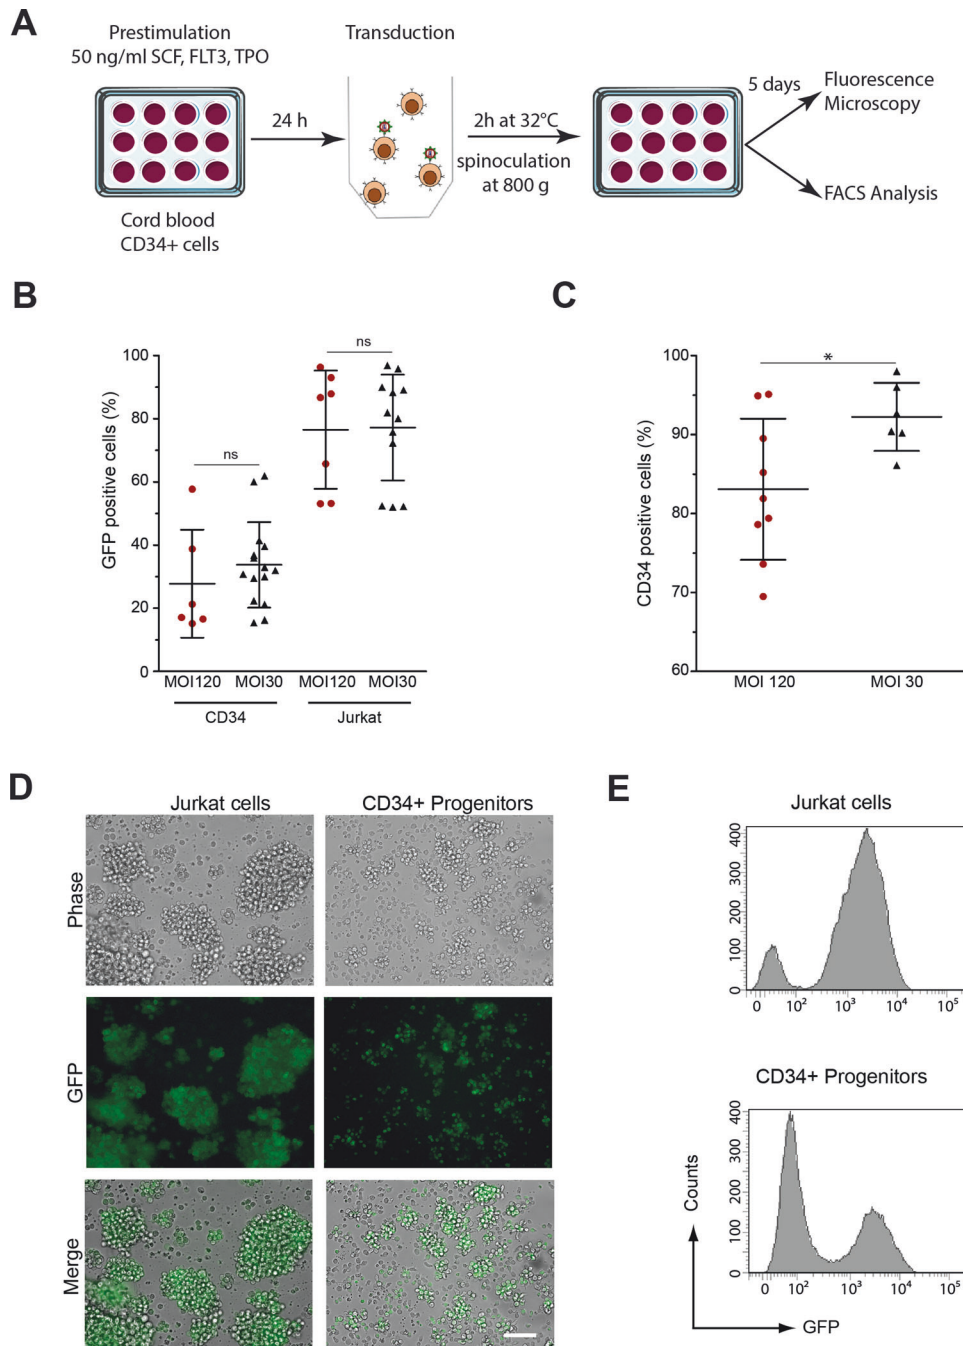 A
Prestimulation
50 ng/ml SCF, FLT3, TPO
Transduction
24 h
2h at 32°C
spinoculation
at 800 g
5 days
Fluorescence
Microscopy
FACS Analysis
Cord blood
CD34+ cells
B
GFP positive cells (%)
100
80
60
40
20
0
ns
ns
MOI120
MOI30
MOI120
MOI30
CD34
Jurkat
C
CD34 positive cells (%)
100
90
80
70
60
*
MOI 120
MOI 30
D
Jurkat cells
CD34+ Progenitors
Phase
GFP
Merge
E
Jurkat cells
400
300
200
100
0
0
10²
10³
10⁴
10⁵
CD34+ Progenitors
400
300
200
100
0
0
10²
10³
10⁴
10⁵
Counts
GFP